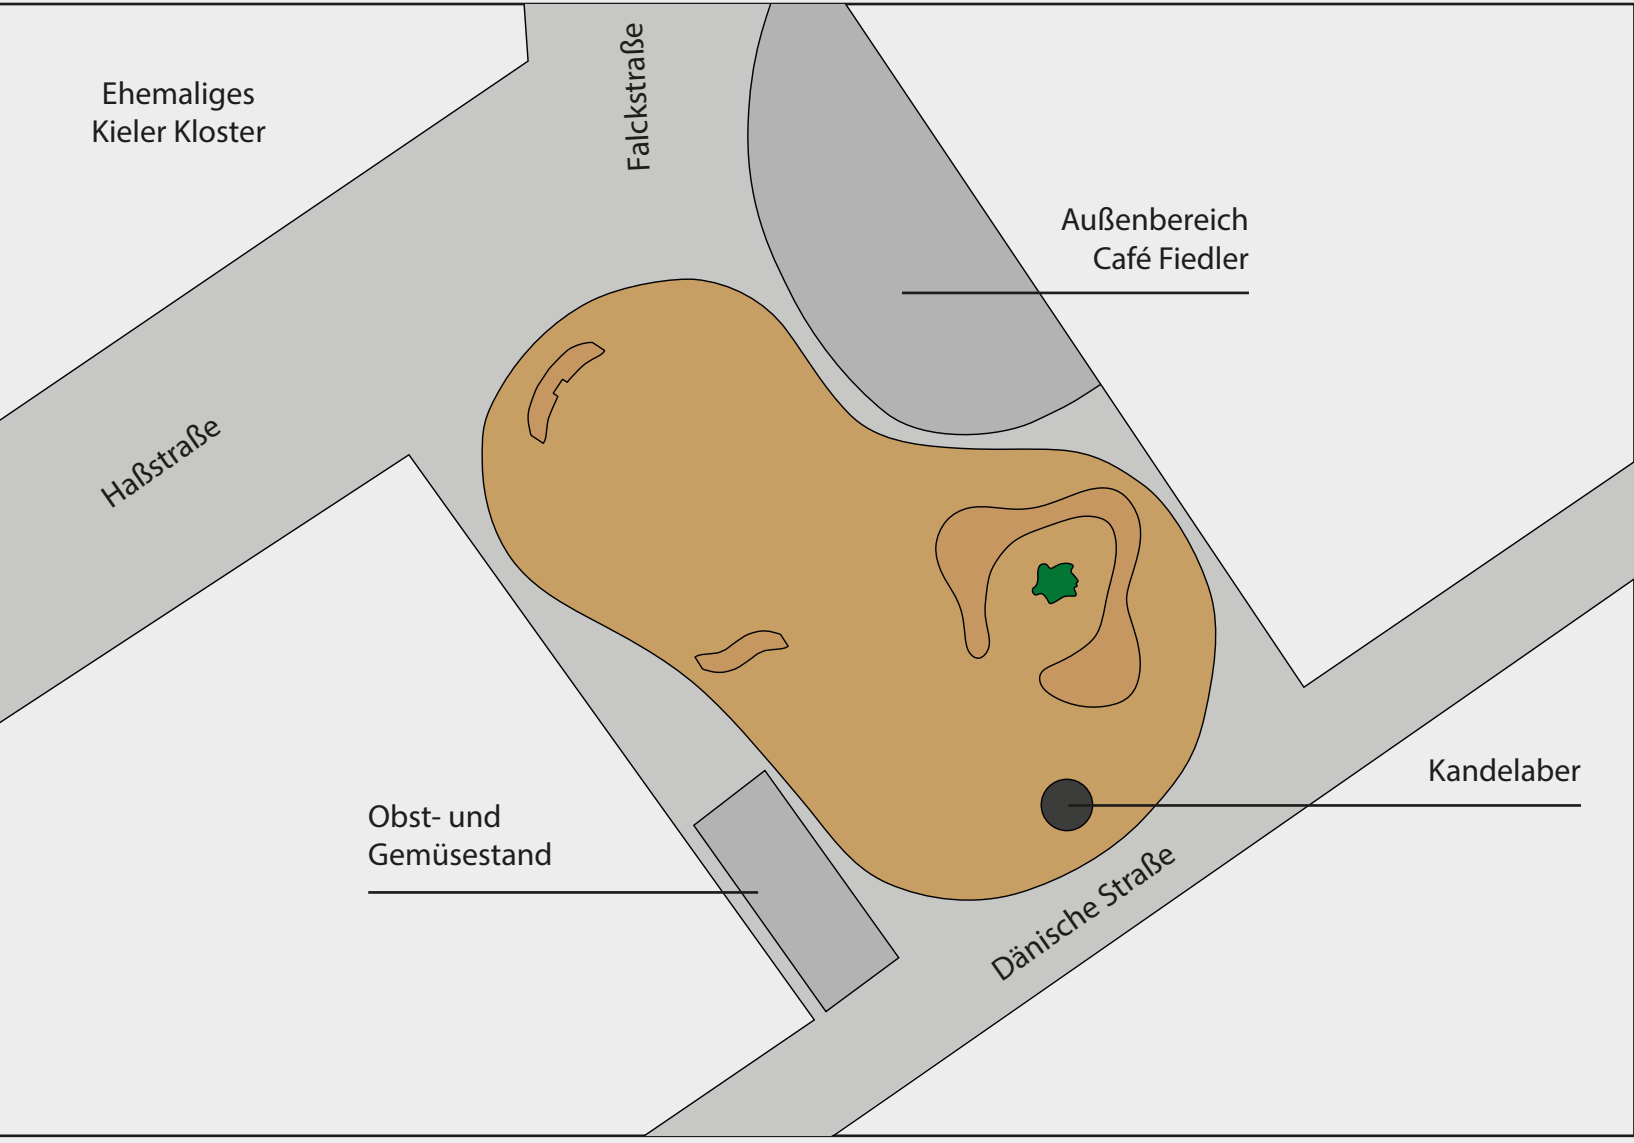 Ehemaliges
Kieler Kloster
Falckstraße
Außenbereich
Café Fiedler
Haßstraße
Kandelaber
Obst- und
Gemüsestand
Dänische Straße